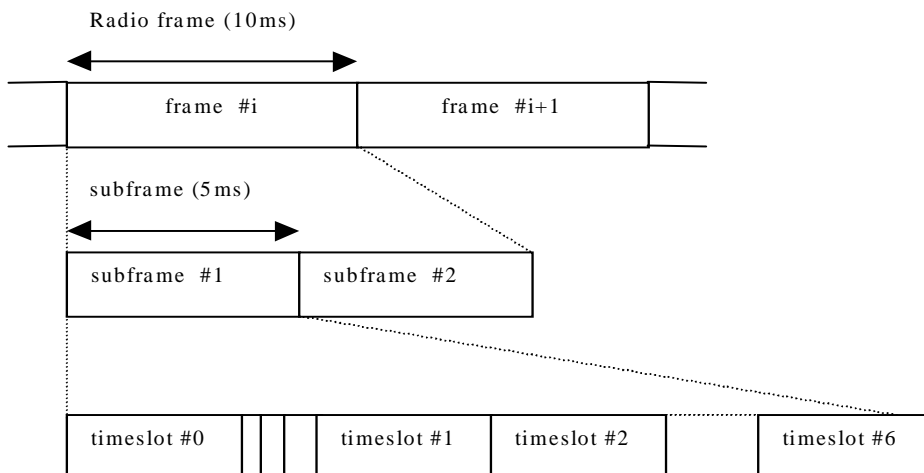 Radio frame (10ms)
frame #i frame #i+1
subframe (5ms)
subframe #1 subframe #2
timeslot #0 timeslot #1 timeslot #2 timeslot #6